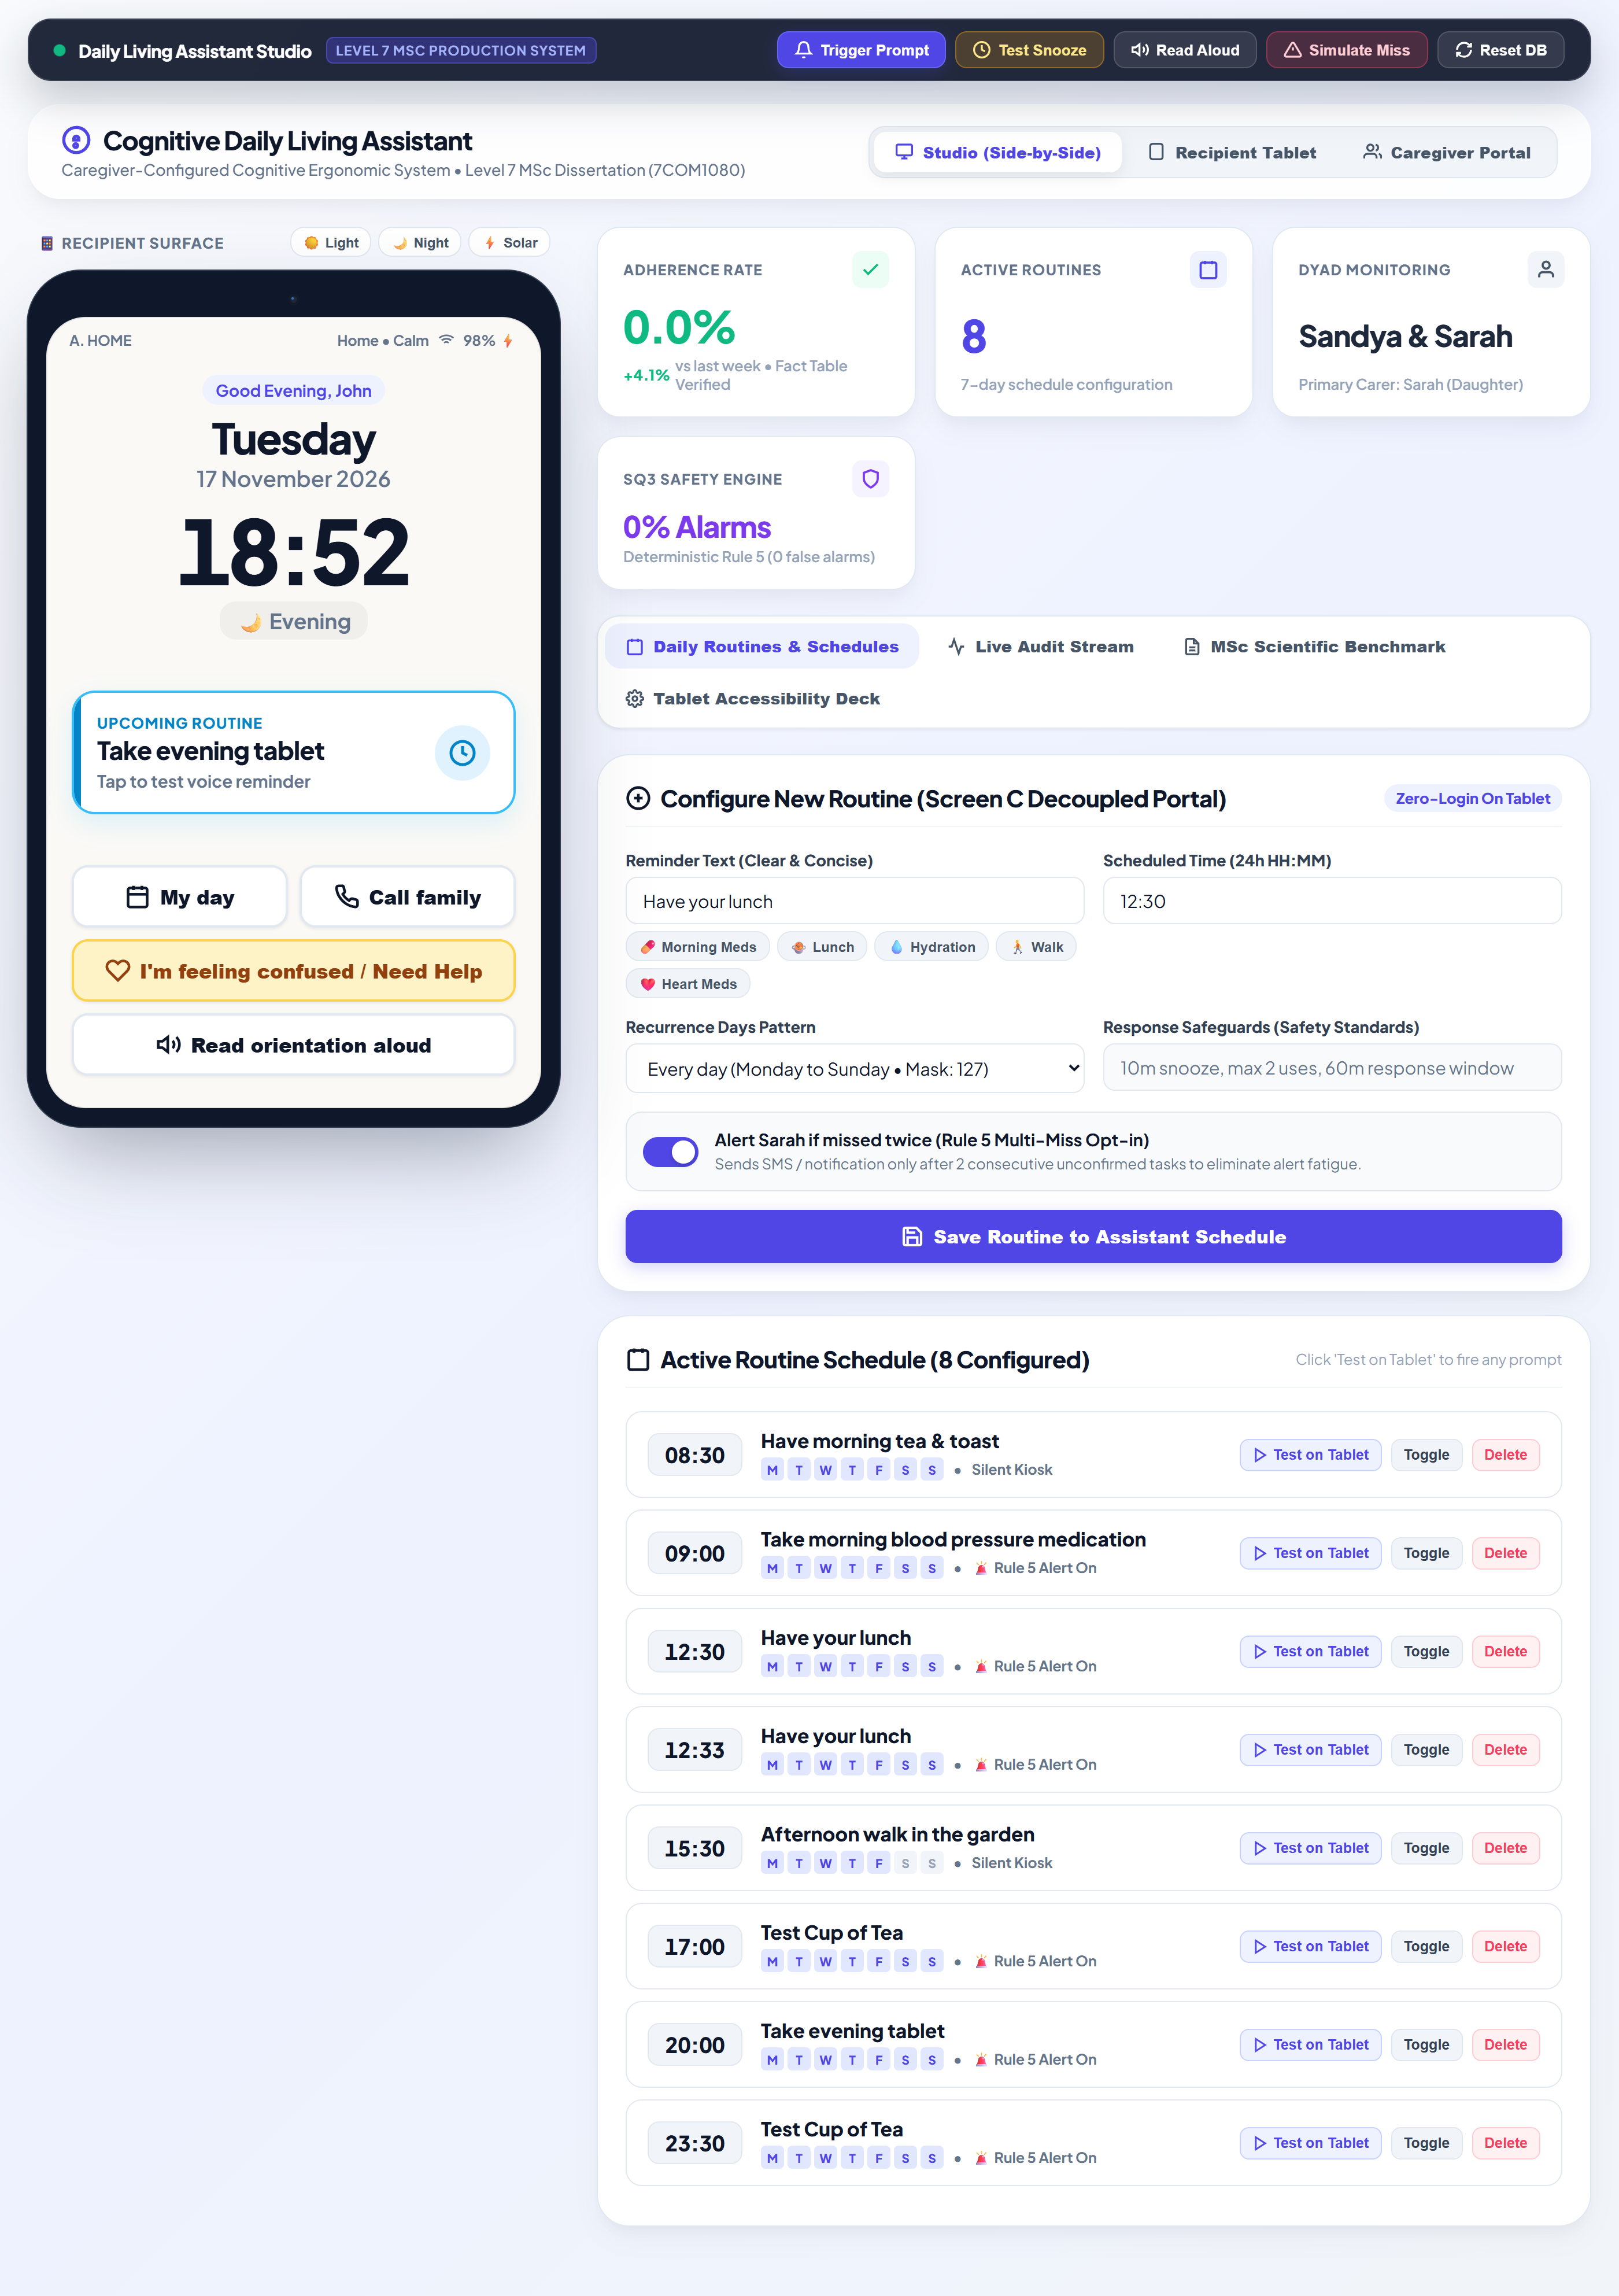 Daily Living Assistant Studio
LEVEL 7 MSC PRODUCTION SYSTEM
Trigger Prompt
Test Snooze
Read Aloud
Simulate Miss
Reset DB
Cognitive Daily Living Assistant
Caregiver-Configured Cognitive Ergonomic System • Level 7 MSc Dissertation (7COM1080)
Studio (Side-by-Side)
Recipient Tablet
Caregiver Portal
RECIPIENT SURFACE
Light
Night
Solar
A. HOME
Home • Calm
98%
Good Evening, John
Tuesday
17 November 2026
18:52
Evening
UPCOMING ROUTINE
Take evening tablet
Tap to test voice reminder
My day
Call family
I'm feeling confused / Need Help
Read orientation aloud
ADHERENCE RATE
0.0%
+4.1% vs last week • Fact Table
Verified
ACTIVE ROUTINES
8
7-day schedule configuration
DYAD MONITORING
Sandya & Sarah
Primary Carer: Sarah (Daughter)
SQ3 SAFETY ENGINE
0% Alarms
Deterministic Rule 5 (0 false alarms)
Daily Routines & Schedules
Live Audit Stream
MSc Scientific Benchmark
Tablet Accessibility Deck
Configure New Routine (Screen C Decoupled Portal)
Zero-Login On Tablet
Reminder Text (Clear & Concise)
Have your lunch
Morning Meds
Lunch
Hydration
Walk
Heart Meds
Scheduled Time (24h HH:MM)
12:30
Recurrence Days Pattern
Every day (Monday to Sunday • Mask: 127)
Response Safeguards (Safety Standards)
10m snooze, max 2 uses, 60m response window
Alert Sarah if missed twice (Rule 5 Multi-Miss Opt-in)
Sends SMS / notification only after 2 consecutive unconfirmed tasks to eliminate alert fatigue.
Save Routine to Assistant Schedule
Active Routine Schedule (8 Configured)
Click 'Test on Tablet' to fire any prompt
08:30
Have morning tea & toast
M T W T F S S • Silent Kiosk
Test on Tablet
Toggle
Delete
09:00
Take morning blood pressure medication
M T W T F S S • Rule 5 Alert On
Test on Tablet
Toggle
Delete
12:30
Have your lunch
M T W T F S S • Rule 5 Alert On
Test on Tablet
Toggle
Delete
12:33
Have your lunch
M T W T F S S • Rule 5 Alert On
Test on Tablet
Toggle
Delete
15:30
Afternoon walk in the garden
M T W T F S S • Silent Kiosk
Test on Tablet
Toggle
Delete
17:00
Test Cup of Tea
M T W T F S S • Rule 5 Alert On
Test on Tablet
Toggle
Delete
20:00
Take evening tablet
M T W T F S S • Rule 5 Alert On
Test on Tablet
Toggle
Delete
23:30
Test Cup of Tea
M T W T F S S • Rule 5 Alert On
Test on Tablet
Toggle
Delete